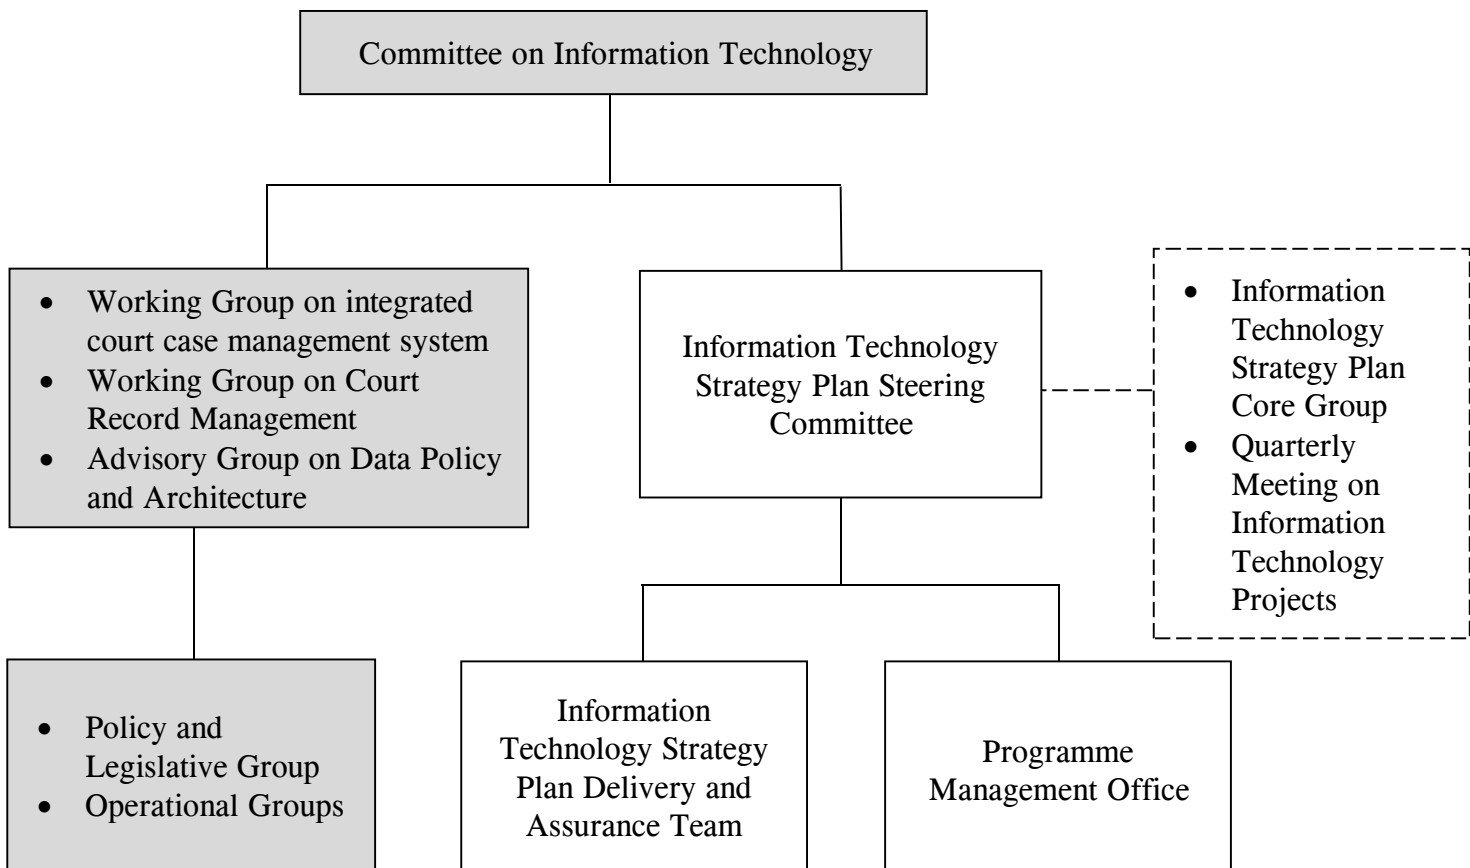 Committee on Information Technology
• Working Group on integrated
court case management system
• Working Group on Court
Record Management
• Advisory Group on Data Policy
and Architecture
Information Technology
Strategy Plan Steering
Committee
• Information
Technology
Strategy Plan
Core Group
• Quarterly
Meeting on
Information
Technology
Projects
• Policy and
Legislative Group
• Operational Groups
Information
Technology Strategy
Plan Delivery and
Assurance Team
Programme
Management Office